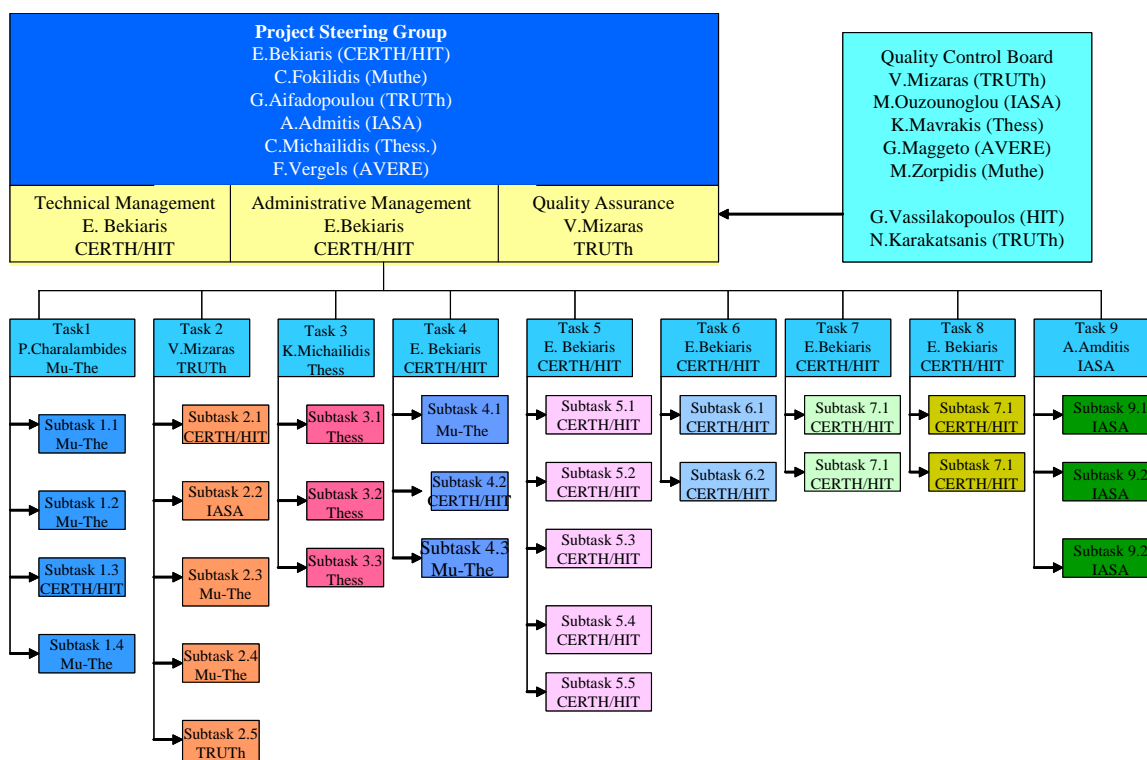 Project Steering Group
E.Bekiaris (CERTH/HIT)
C.Fokilidis (Muthe)
G.Aifadopoulou (TRUTh)
A.Admitis (IASA)
C.Michailidis (Thess.)
F.Vergels (AVERE)
Quality Control Board
V.Mizaras (TRUTh)
M.Ouzounoglou (IASA)
K.Mavrakis (Thess)
G.Maggeto (AVERE)
M.Zorpidis (Muthe)
G.Vassilakopoulos (HIT)
N.Karakatsanis (TRUTh)
Technical Management
E. Bekiaris
CERTH/HIT
Administrative Management
E.Bekiaris
CERTH/HIT
Quality Assurance
V.Mizaras
TRUTh
Task1
P.Charalambides
Mu-The
Task 2
V.Mizaras
TRUTh
Task 3
K.Michailidis
Thess
Task 4
E. Bekiaris
CERTH/HIT
Task 5
E. Bekiaris
CERTH/HIT
Task 6
E.Bekiaris
CERTH/HIT
Task 7
E.Bekiaris
CERTH/HIT
Task 8
E. Bekiaris
CERTH/HIT
Task 9
A.Amditis
IASA
Subtask 1.1
Mu-The
Subtask 1.2
Mu-The
Subtask 1.3
CERTH/HIT
Subtask 1.4
Mu-The
Subtask 2.1
CERTH/HIT
Subtask 2.2
IASA
Subtask 2.3
Mu-The
Subtask 2.4
Mu-The
Subtask 2.5
TRUTh
Subtask 3.1
Thess
Subtask 3.2
Thess
Subtask 3.3
Thess
Subtask 4.1
Mu-The
Subtask 4.2
CERTH/HIT
Subtask 4.3
Mu-The
Subtask 5.1
CERTH/HIT
Subtask 5.2
CERTH/HIT
Subtask 5.3
CERTH/HIT
Subtask 5.4
CERTH/HIT
Subtask 5.5
CERTH/HIT
Subtask 6.1
CERTH/HIT
Subtask 6.2
CERTH/HIT
Subtask 7.1
CERTH/HIT
Subtask 7.1
CERTH/HIT
Subtask 7.1
CERTH/HIT
Subtask 7.1
CERTH/HIT
Subtask 9.1
IASA
Subtask 9.2
IASA
Subtask 9.2
IASA